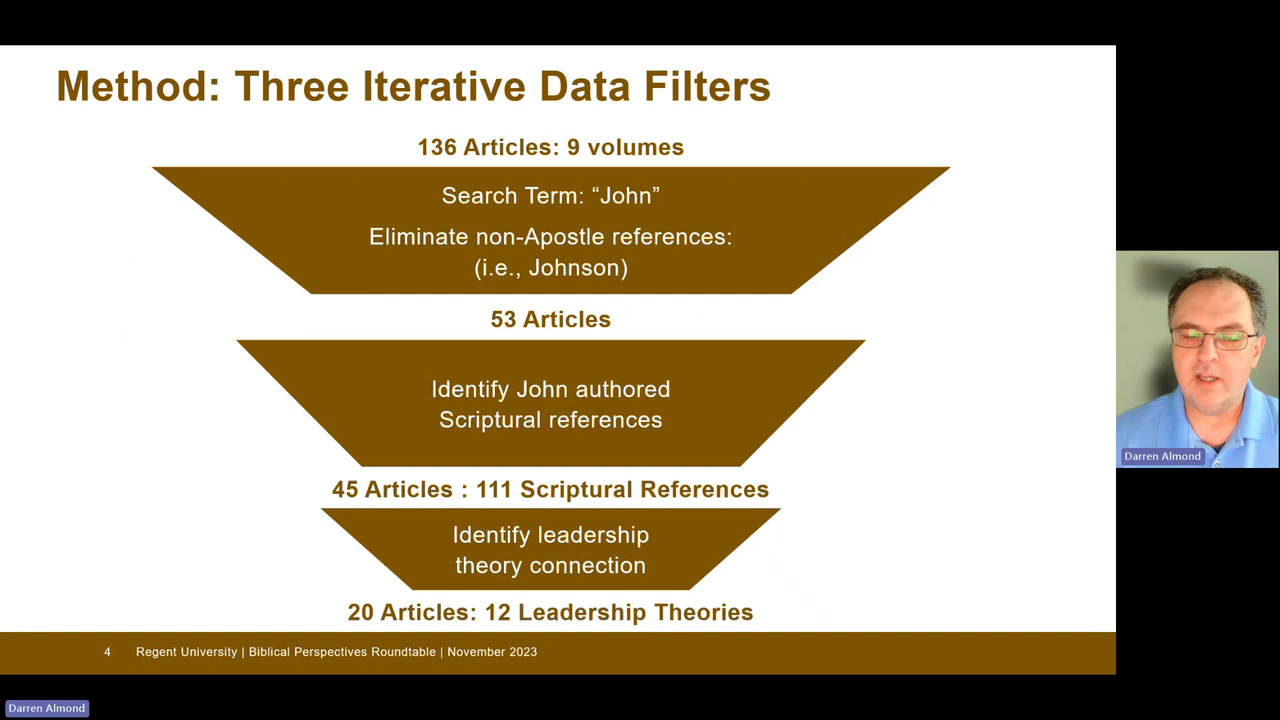 Method: Three Iterative Data Filters
136 Articles: 9 volumes
Search Term: “John”
Eliminate non-Apostle references:
(i.e., Johnson)
53 Articles
Identify John authored
Scriptural references
45 Articles : 111 Scriptural References
Identify leadership
theory connection
20 Articles: 12 Leadership Theories
4 Regent University | Biblical Perspectives Roundtable | November 2023
Darren Almond
Darren Almond